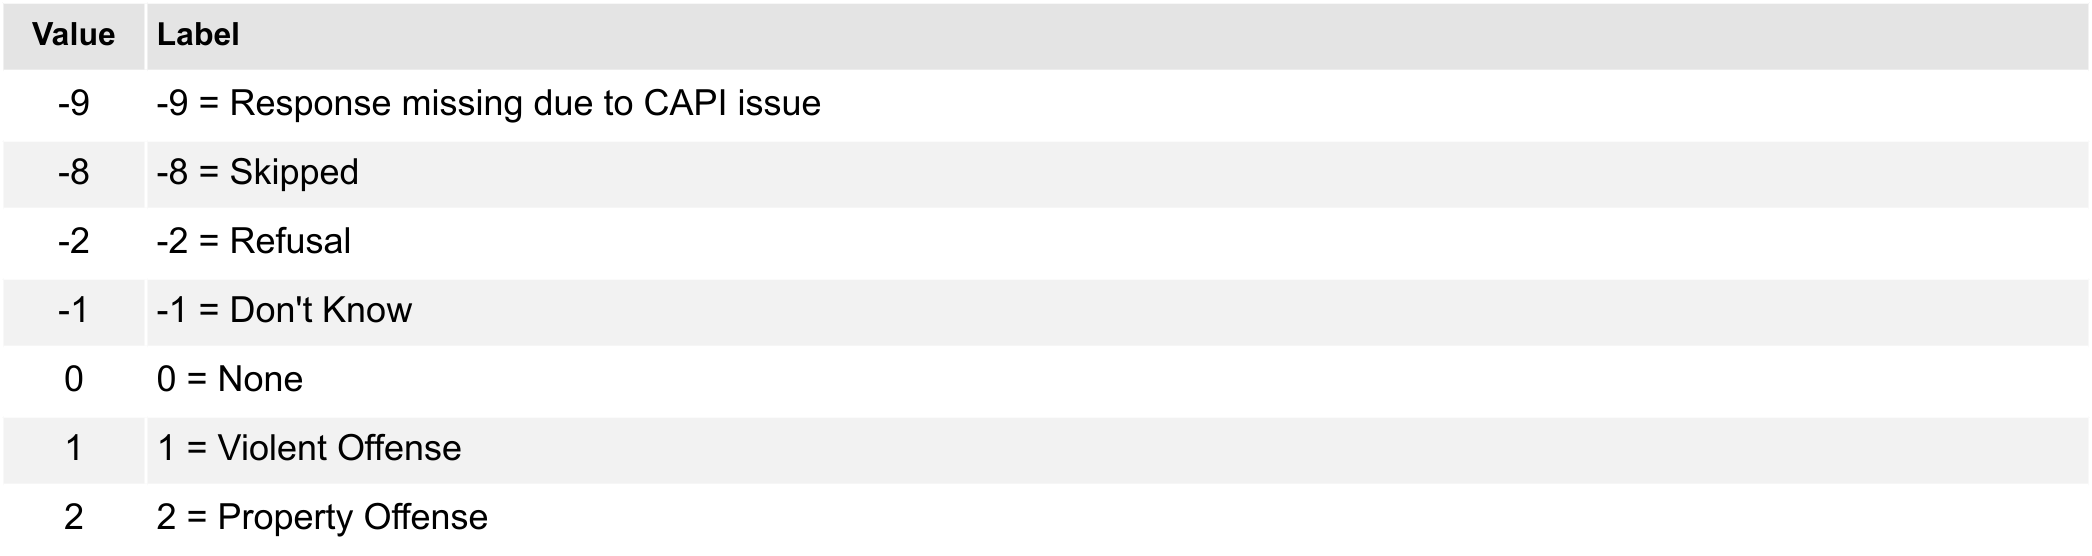 Value Label
-9 -9 = Response missing due to CAPI issue
-8 -8 = Skipped
-2 -2 = Refusal
-1 -1 = Don't Know
0 0 = None
1 1 = Violent Offense
2 2 = Property Offense